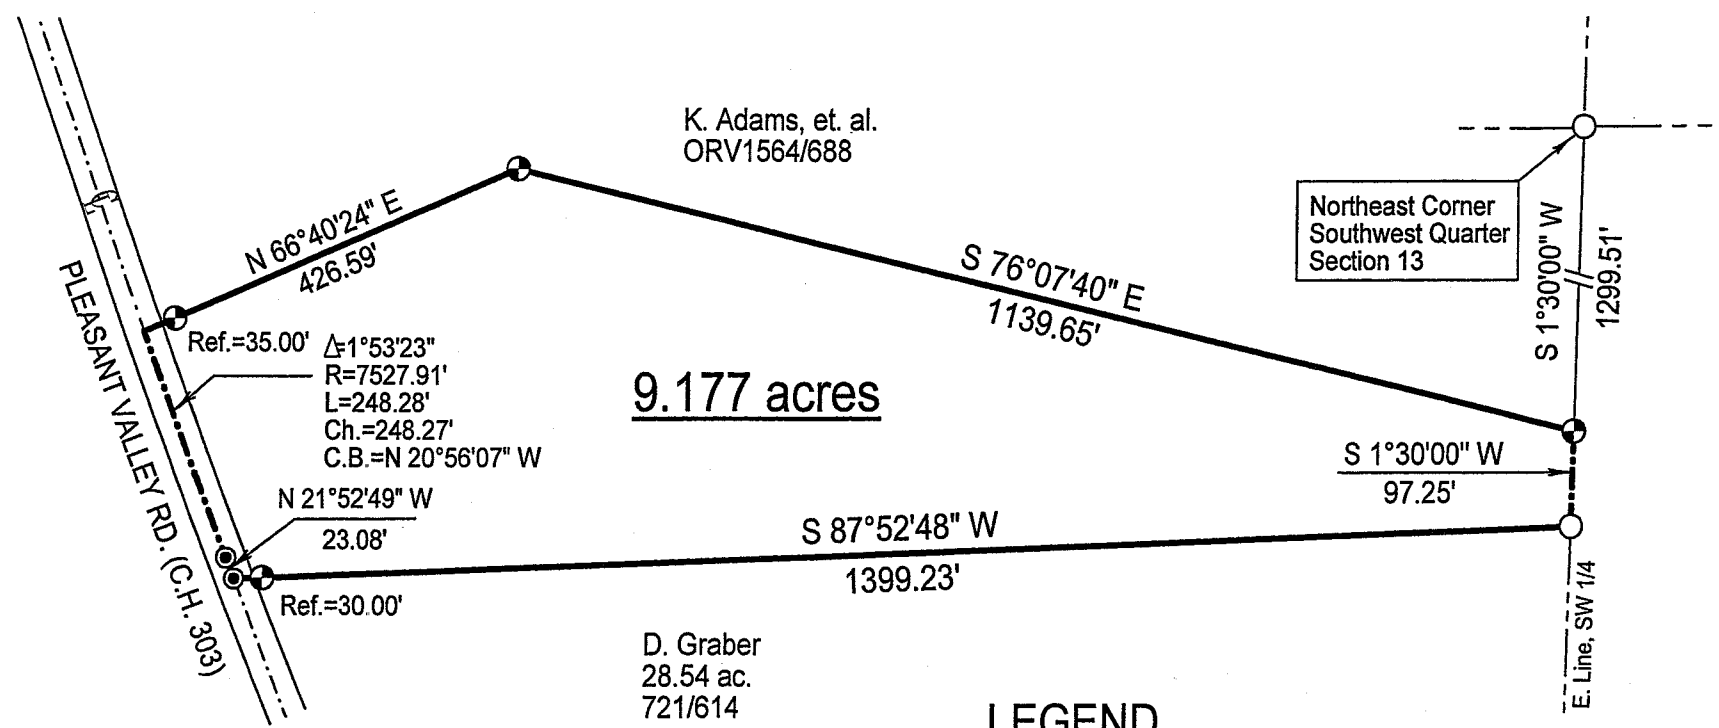 K. Adams, et. al.
ORV1564/688
N 66°40'24" E
426.59'
S 76°07'40" E
1139.65'
Northeast Corner
Southwest Quarter
Section 13
S 1°30'00" W
1299.51'
PLEASANT VALLEY RD. (C.H. 303)
Ref.=35.00'
Δ=1°53'23"
R=7527.91'
L=248.28'
Ch.=248.27'
C.B.=N 20°56'07" W
9.177 acres
N 21°52'49" W
23.08'
S 1°30'00" W
97.25'
S 87°52'48" W
1399.23'
Ref.=30.00'
E. Line, SW 1/4
D. Graber
28.54 ac.
721/614
LEGEND